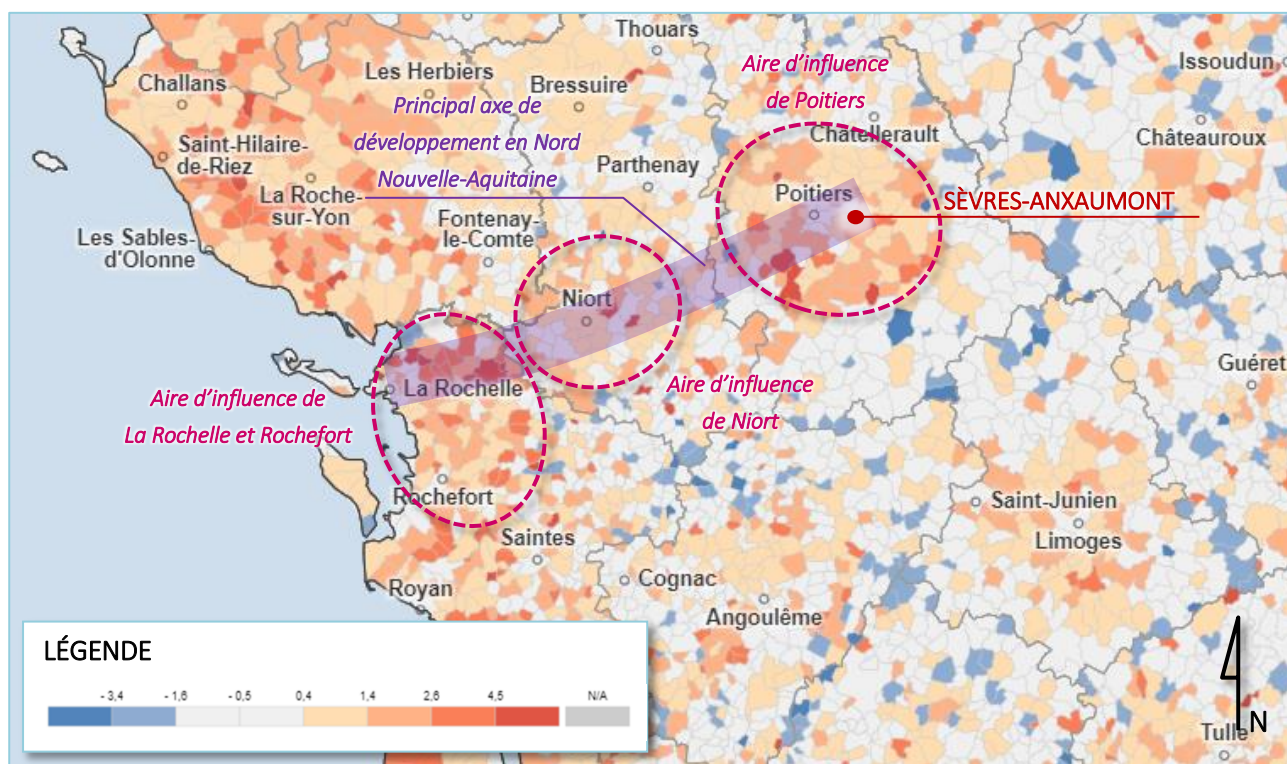 Thouars
Aire d'influence
de Poitiers
Issoudun
Challans
Les Herbiers
Bressuire
Principal axe de
développement en Nord
Nouvelle-Aquitaine
Châtellerault
Châteauroux
Saint-Hilaire-
de-Riez
Parthenay
La Roche-
sur-Yon
Poitiers
SÈVRES-ANXAUMONT
Fontenay-
le-Comte
Les Sables-
d'Olonne
Niort
Guéret
La Rochelle
Aire d'influence
de Niort
Aire d'influence de
La Rochelle et Rochefort
Rochefort
Saint-Junien
Limoges
Saintes
Royan
Cognac
Angoulême
LÉGENDE
- 3,4 - 1,6 - 0,5 0,4 1,4 2,6 4,5 N/A
N
Tulle